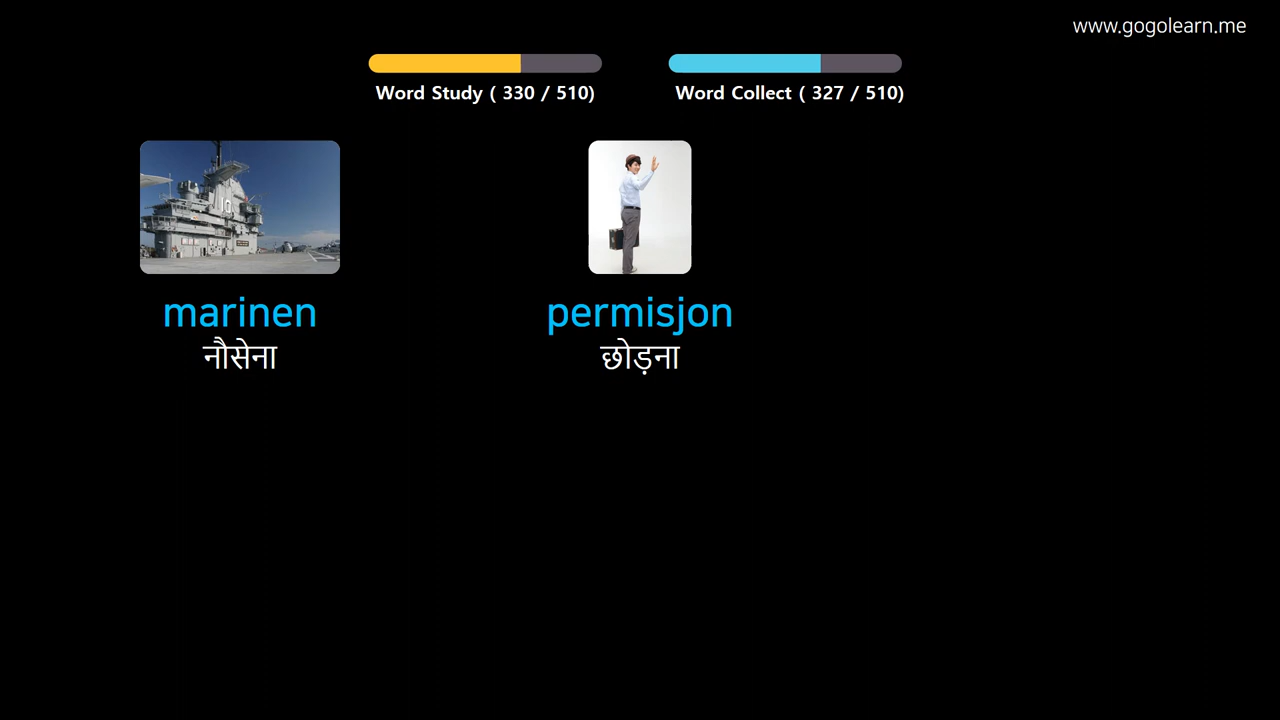 www.gogolearn.me
Word Study ( 330 / 510)
Word Collect ( 327 / 510)
marinen
नौसेना
permisjon
छोड़ना